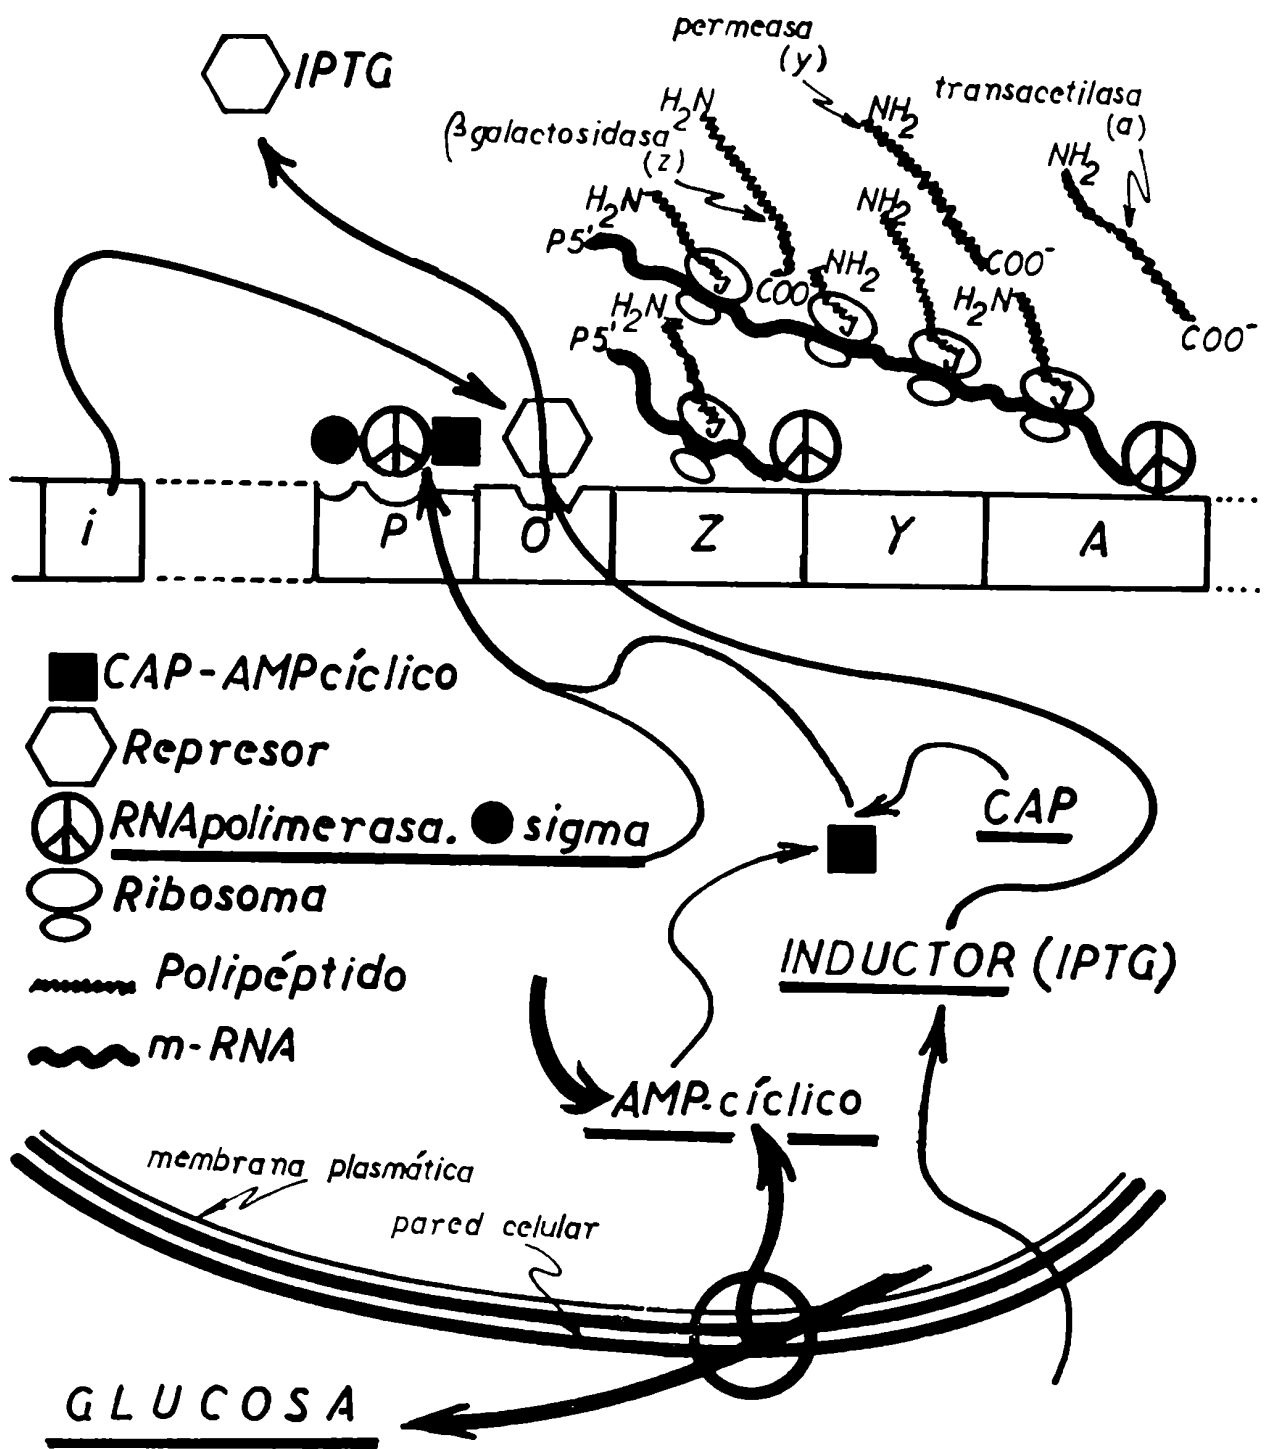 IPTG
permeasa
(y)
transacetilasa
(a)
βgalactosidasa
(z)
H₂N
NH₂
NH₂
H₂N
NH₂
P5'
COO⁻
NH₂
COO
H₂N
H₂N
COO⁻
P5'
i
P
O
Z
Y
A
CAP-AMPcíclico
Represor
RNApolimerasa. sigma
Ribosoma
Polipéptido
m-RNA
CAP
INDUCTOR (IPTG)
AMP-cíclico
membrana plasmática
pared celular
GLUCOSA